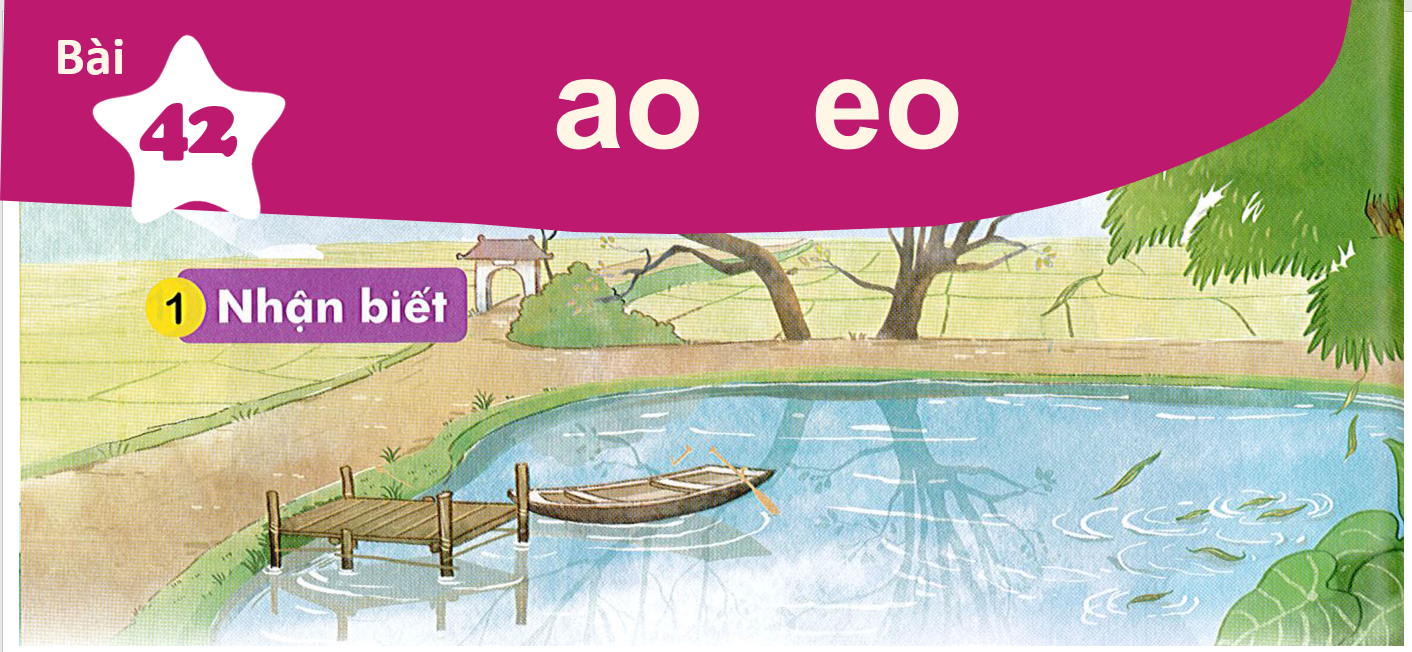 Bài
42
ao eo
1 Nhận biết